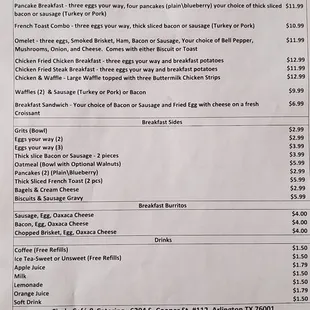 Pancake Breakfast - three eggs your way, four pancakes (plain\blueberry) your choice of thick sliced $11.99
bacon or sausage (Turkey or Pork)
French Toast Combo - three eggs your way, thick sliced bacon or sausage (Turkey or Pork) $10.99
Omelet - three eggs, Smoked Brisket, Ham, Bacon or Sausage, Your choice of Bell Pepper, $11.99
Mushrooms, Onion, and Cheese. Comes with either Biscuit or Toast
Chicken Fried Chicken Breakfast - three eggs your way and breakfast potatoes $12.99
Chicken Fried Steak Breakfast - three eggs your way and breakfast potatoes $11.99
Chicken & Waffle - Large Waffle topped with three Buttermilk Chicken Strips $12.99
Waffles (2) & Sausage (Turkey or Pork) or Bacon $9.99
Breakfast Sandwich - Your choice of Bacon or Sausage and Fried Egg with cheese on a fresh $6.99
Croissant
Breakfast Sides
Grits (Bowl) $2.99
Eggs your way (2) $2.99
Eggs your way (3) $3.99
Thick slice Bacon or Sausage - 2 pieces $3.99
Oatmeal (Bowl with Optional Walnuts) $5.99
Pancakes (2) (Plain\Blueberry) $2.99
Thick Sliced French Toast (2 pcs) $5.99
Bagels & Cream Cheese $2.99
Biscuits & Sausage Gravy $5.99
Breakfast Burritos
Sausage, Egg, Oaxaca Cheese $4.00
Bacon, Egg, Oaxaca Cheese $4.00
Chopped Brisket, Egg, Oaxaca Cheese $4.00
Drinks
Coffee (Free Refills) $1.50
Ice Tea-Sweet or Unsweet (Free Refills) $1.50
Apple Juice $1.79
Milk $1.50
Lemonade $1.50
Orange Juice $1.79
Soft Drink $1.50
#112, Arlington TX 76001